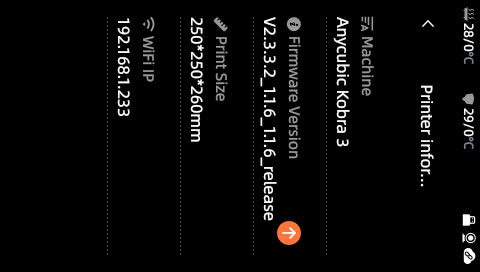 28/0°C 29/0°C
Printer infor...
Machine
Anycubic Kobra 3
Firmware Version
V2.3.3.2_1.1.6_1.1.6_release
Print Size
250*250*260mm
WiFi IP
192.168.1.233